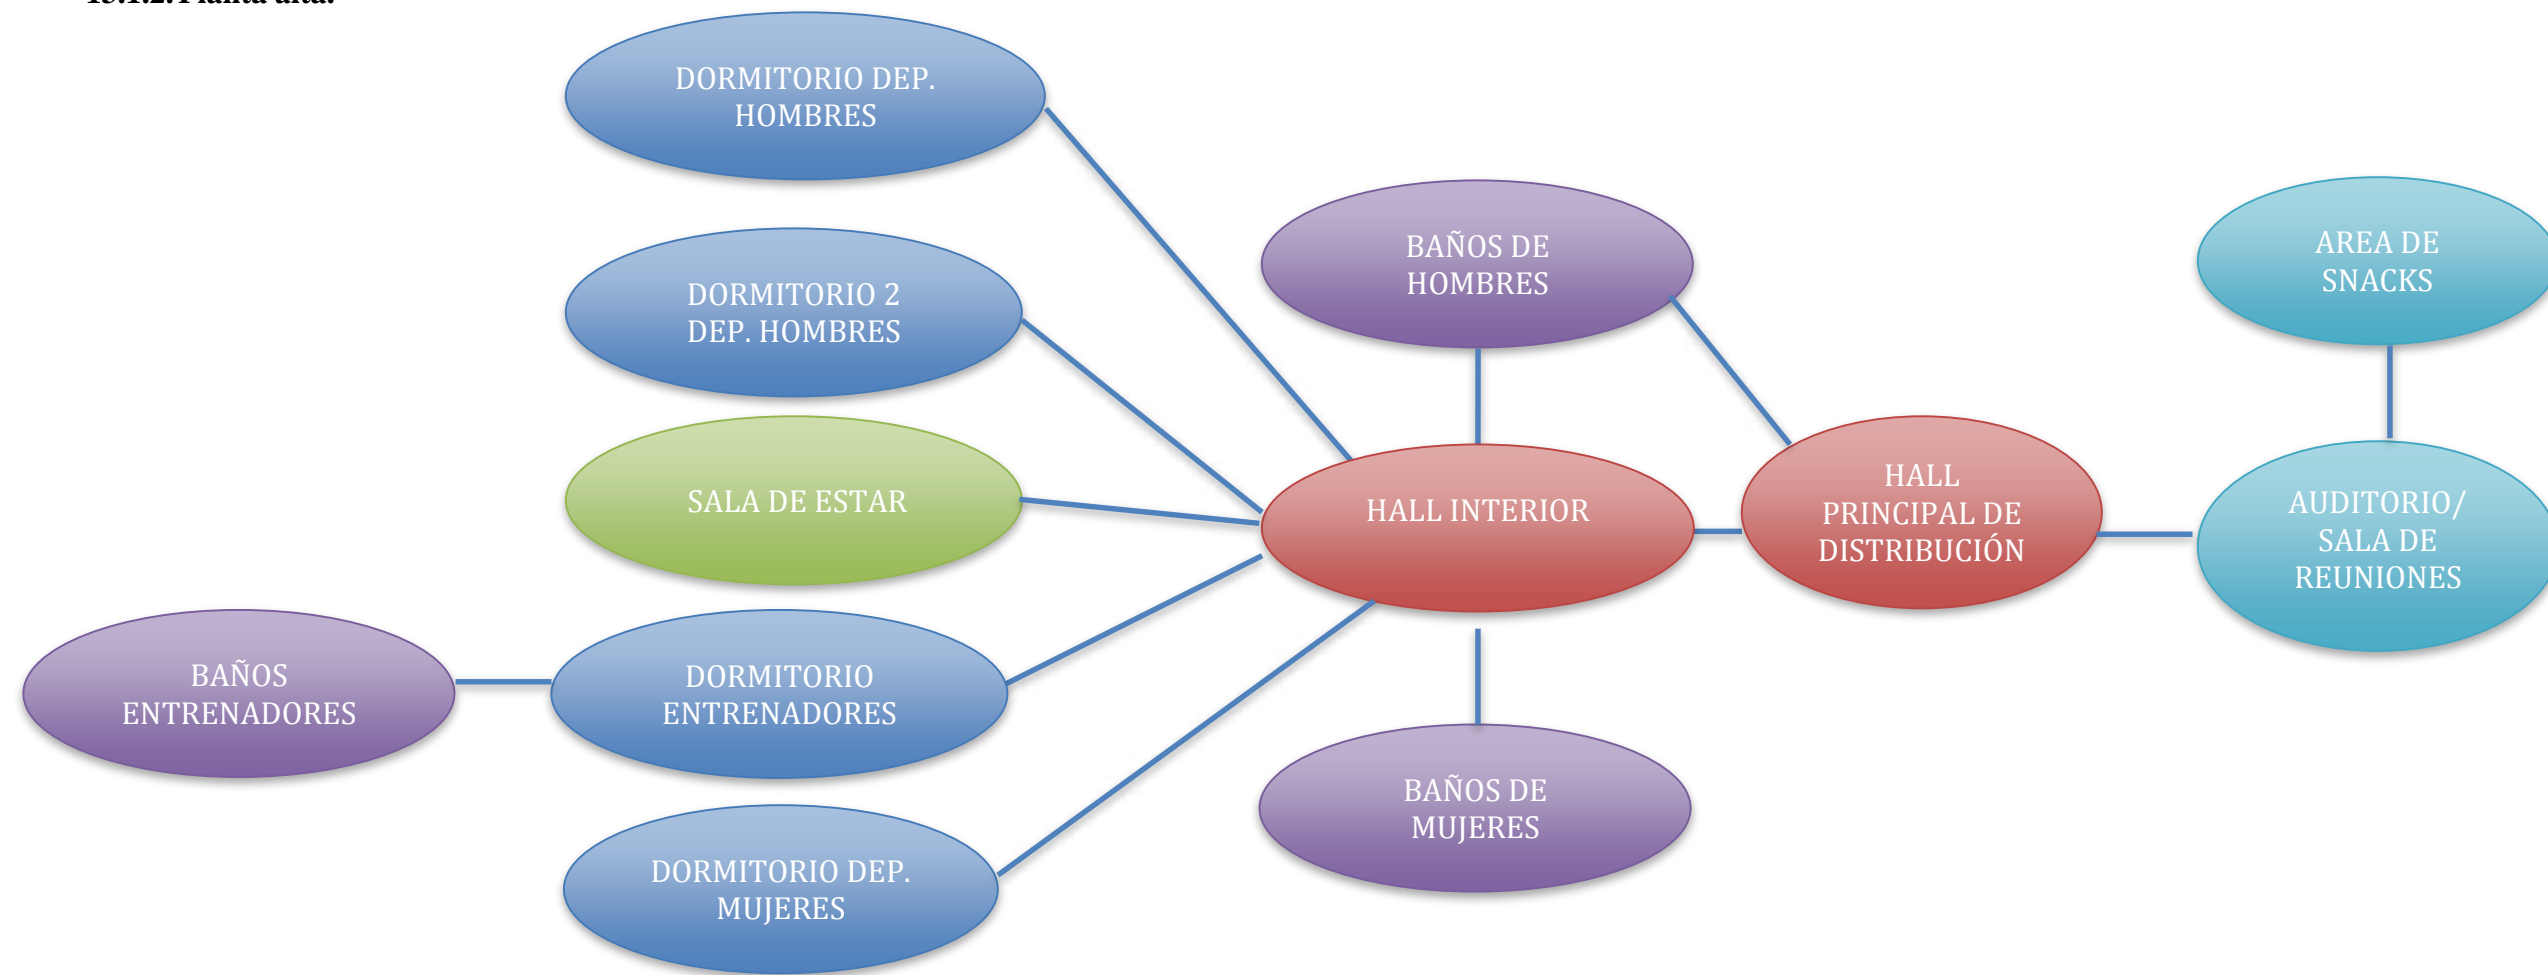 DORMITORIO DEP.
HOMBRES
DORMITORIO 2
DEP. HOMBRES
SALA DE ESTAR
BAÑOS
ENTRENADORES
DORMITORIO
ENTRENADORES
DORMITORIO DEP.
MUJERES
BAÑOS DE
HOMBRES
HALL INTERIOR
BAÑOS DE
MUJERES
HALL
PRINCIPAL DE
DISTRIBUCIÓN
AREA DE
SNACKS
AUDITORIO/
SALA DE
REUNIONES